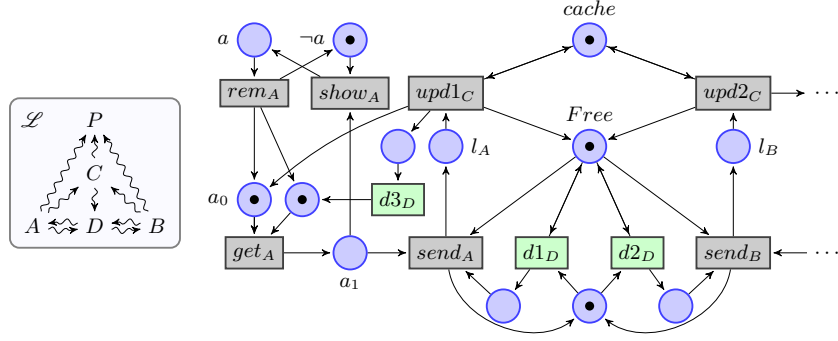 cache
a ¬a
rem_A show_A upd1_C upd2_C ···
ℒ P
Free
C
l_A l_B
a_0 d3_D
A D B
get_A send_A d1_D d2_D send_B ···
a_1